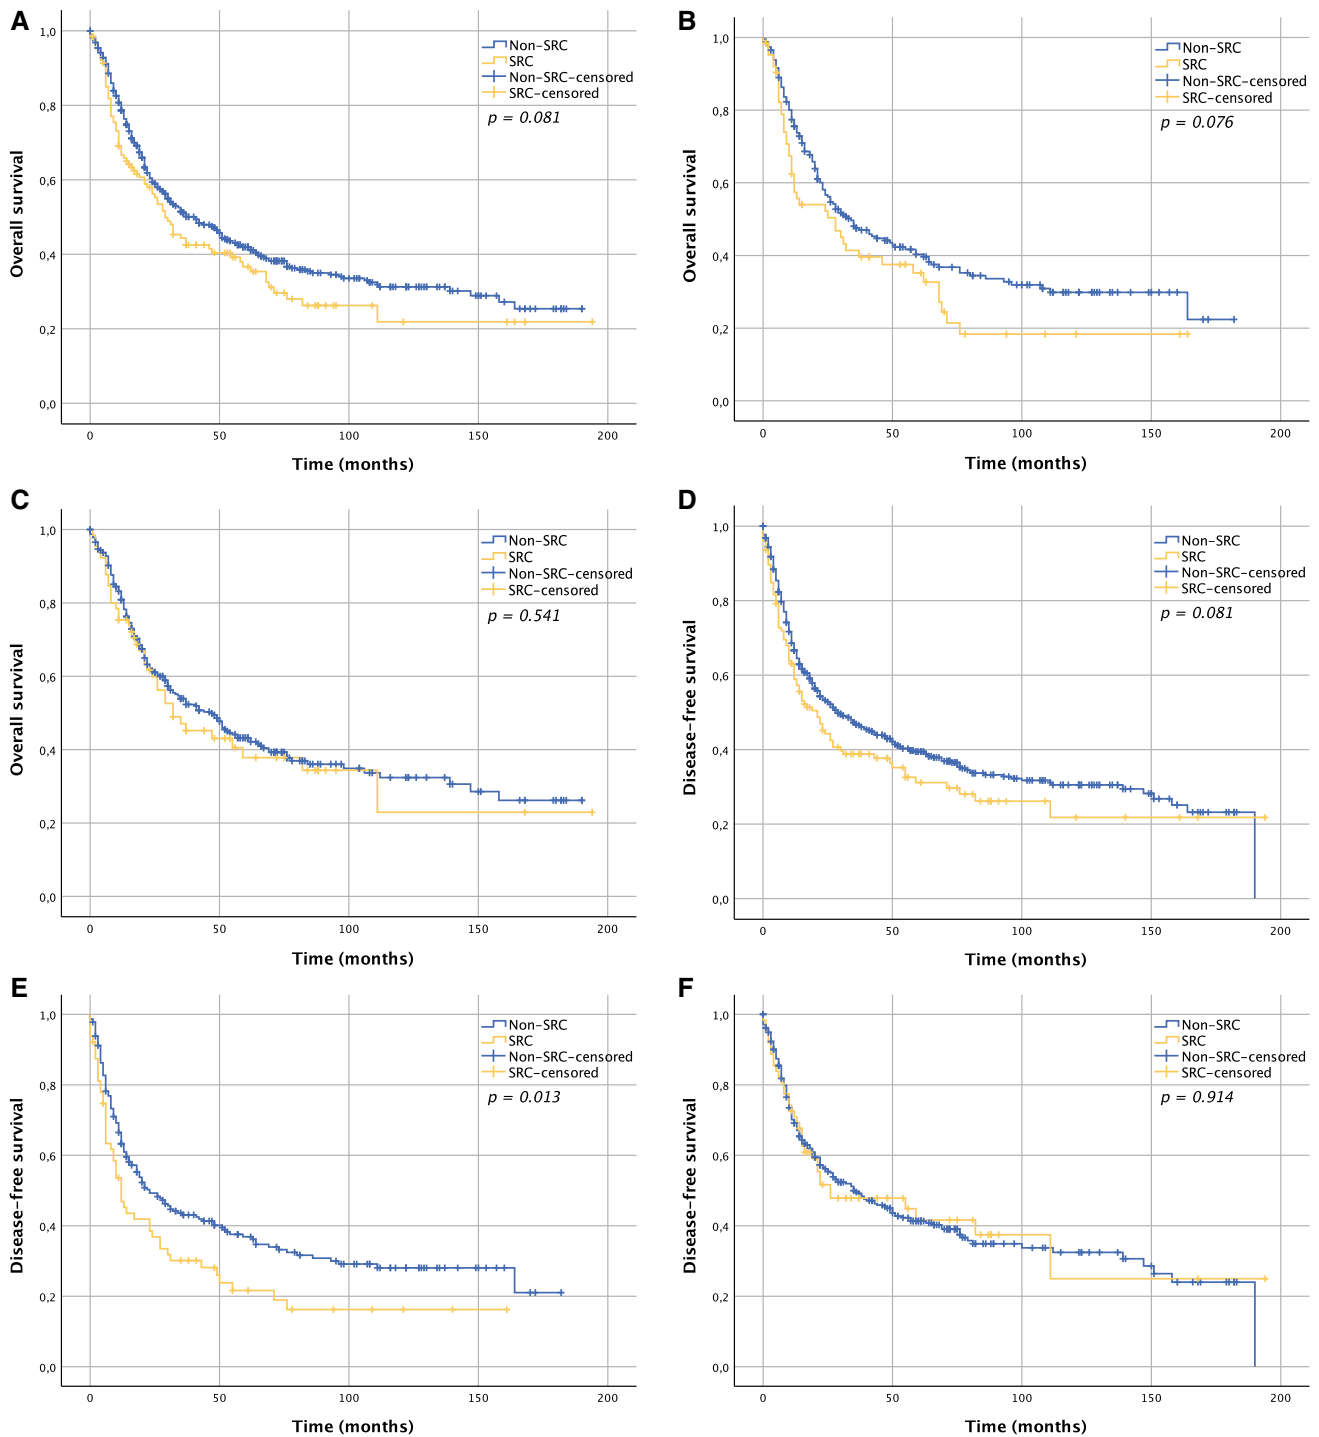 A
Non-SRC
SRC
Non-SRC-censored
SRC-censored
p = 0.081
1,0
0,8
0,6
0,4
0,2
0,0
Overall survival
0 50 100 150 200
Time (months)
B
Non-SRC
SRC
Non-SRC-censored
SRC-censored
p = 0.076
1,0
0,8
0,6
0,4
0,2
0,0
Overall survival
0 50 100 150 200
Time (months)
C
Non-SRC
SRC
Non-SRC-censored
SRC-censored
p = 0.541
1,0
0,8
0,6
0,4
0,2
0,0
Overall survival
0 50 100 150 200
Time (months)
D
Non-SRC
SRC
Non-SRC-censored
SRC-censored
p = 0.081
1,0
0,8
0,6
0,4
0,2
0,0
Disease-free survival
0 50 100 150 200
Time (months)
E
Non-SRC
SRC
Non-SRC-censored
SRC-censored
p = 0.013
1,0
0,8
0,6
0,4
0,2
0,0
Disease-free survival
0 50 100 150 200
Time (months)
F
Non-SRC
SRC
Non-SRC-censored
SRC-censored
p = 0.914
1,0
0,8
0,6
0,4
0,2
0,0
Disease-free survival
0 50 100 150 200
Time (months)